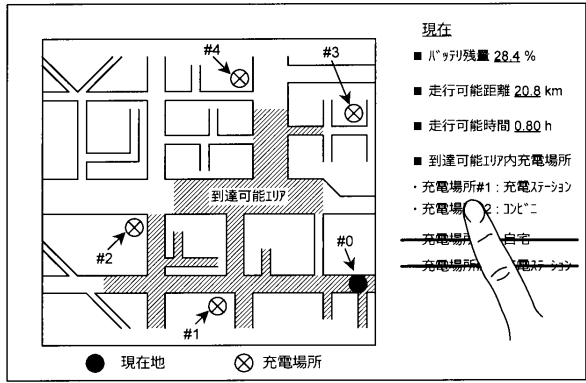 #4
#3
到達可能ｴﾘｱ
#0
#2
#1
現在地
充電場所
現在
■ ﾊﾞｯﾃﾘ残量 28.4 %
■ 走行可能距離 20.8 km
■ 走行可能時間 0.80 h
■ 到達可能ｴﾘｱ内充電場所
・充電場所#1：充電ｽﾃｰｼｮﾝ
・充電場 2：ｺﾝﾋﾞﾆ
・充電場所 自宅
・充電場所 電ｽﾃｰｼｮﾝ